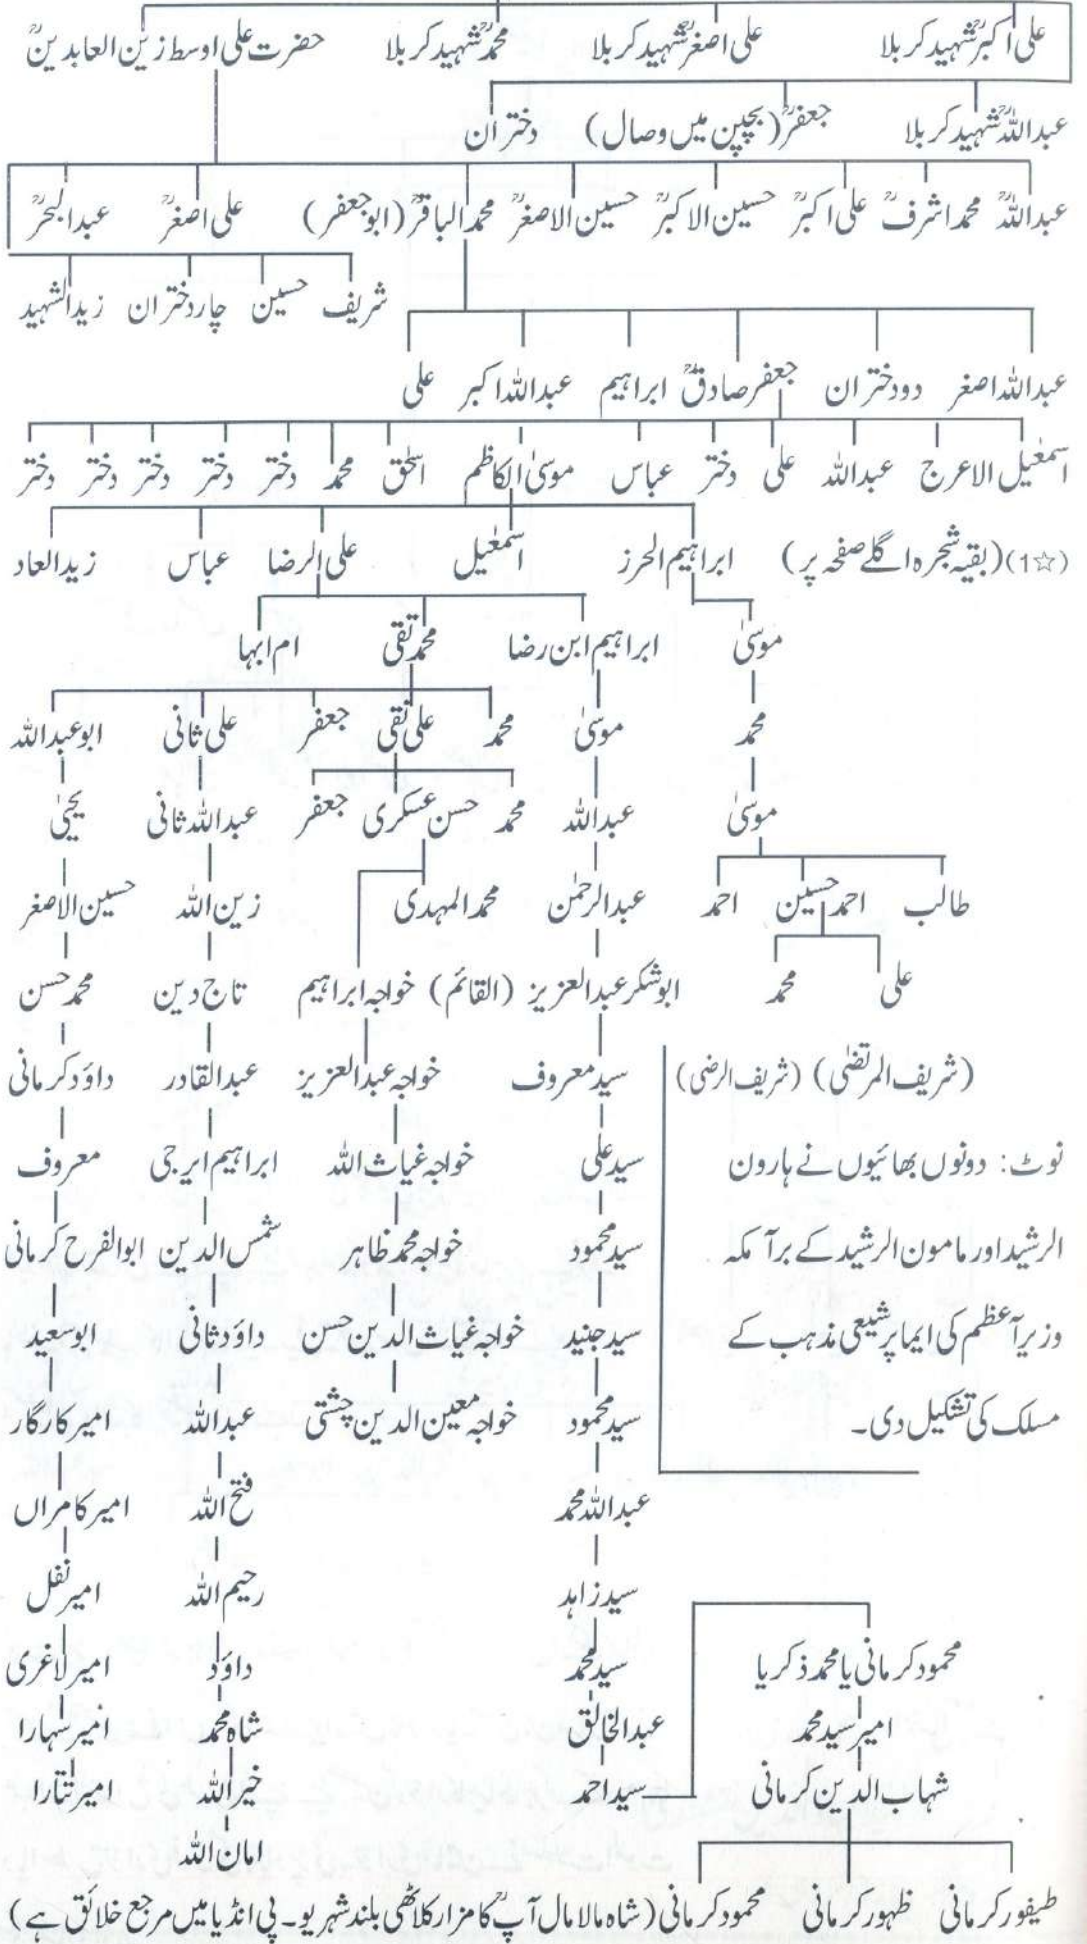 علی اکبرؓ شہید کربلا علی اصغرؓ شہید کربلا محمدؓ شہید کربلا حضرت علی اوسط زین العابدینؓ
عبداللہؓ شہید کربلا جعفرؓ (بچپن میں وصال) دختران
عبداللہؒ محمد اشرفؒ علی اکبرؒ حسین الاکبرؒ حسین الاصغرؒ محمد الباقرؒ (ابو جعفر) علی اصغرؒ عبدالبحرؒ
شریف حسین چار دختران زید الشہید
عبداللہ اصغر دو دختران جعفر صادقؒ ابراہیم عبداللہ اکبر علی
اسمٰعیل الاعرج عبداللہ علی دختر عباس موسیٰ الکاظم اسحٰق محمد دختر دختر دختر دختر دختر
(☆1) (بقیہ شجرہ اگلے صفحہ پر) ابراہیم الحرز اسمٰعیل علی الرضا عباس زید العاد
موسیٰ ابراہیم ابن رضا محمد تقی ام ابہا
محمد موسیٰ محمد علی نقی جعفر علی ثانی ابو عبداللہ
موسیٰ عبداللہ محمد حسن عسکری جعفر عبداللہ ثانی یحییٰ
طالب احمد حسین احمد عبدالرحمٰن محمد المہدی زین اللہ حسین الاصغر
علی محمد ابوشکر عبدالعزیز (القائم) خواجہ ابراہیم تاج دین محمد حسن
(شریف المرتضٰی) (شریف الرضی) سید معروف خواجہ عبدالعزیز عبدالقادر داؤد کرمانی
نوٹ: دونوں بھائیوں نے ہارون سید علی خواجہ غیاث اللہ ابراہیم ایرجی معروف
الرشید اور مامون الرشید کے برآمکہ سید محمود خواجہ محمد ظاہر شمس الدین ابوالفرح کرمانی
وزیرآعظم کی ایما پر شیعی مذہب کے سید جنید خواجہ غیاث الدین حسن داؤد ثانی ابوسعید
مسلک کی تشکیل دی۔ سید محمود خواجہ معین الدین چشتی عبداللہ امیر کارگار
عبداللہ محمد فتح اللہ امیر کامراں
سید زاہد رحیم اللہ امیر نفل
محمود کرمانی یا محمد ذکریا سید محمد داؤد امیر لاغری
امیر سید محمد عبدالخالق شاہ محمد امیر سہارا
شہاب الدین کرمانی سید احمد خیر اللہ امیر تتارا
امان اللہ
طیفور کرمانی ظہور کرمانی محمود کرمانی (شاہ مالا مال آپؒ کا مزار کلاٹھی بلند شہر یو۔پی انڈیا میں مرجع خلائق ہے)